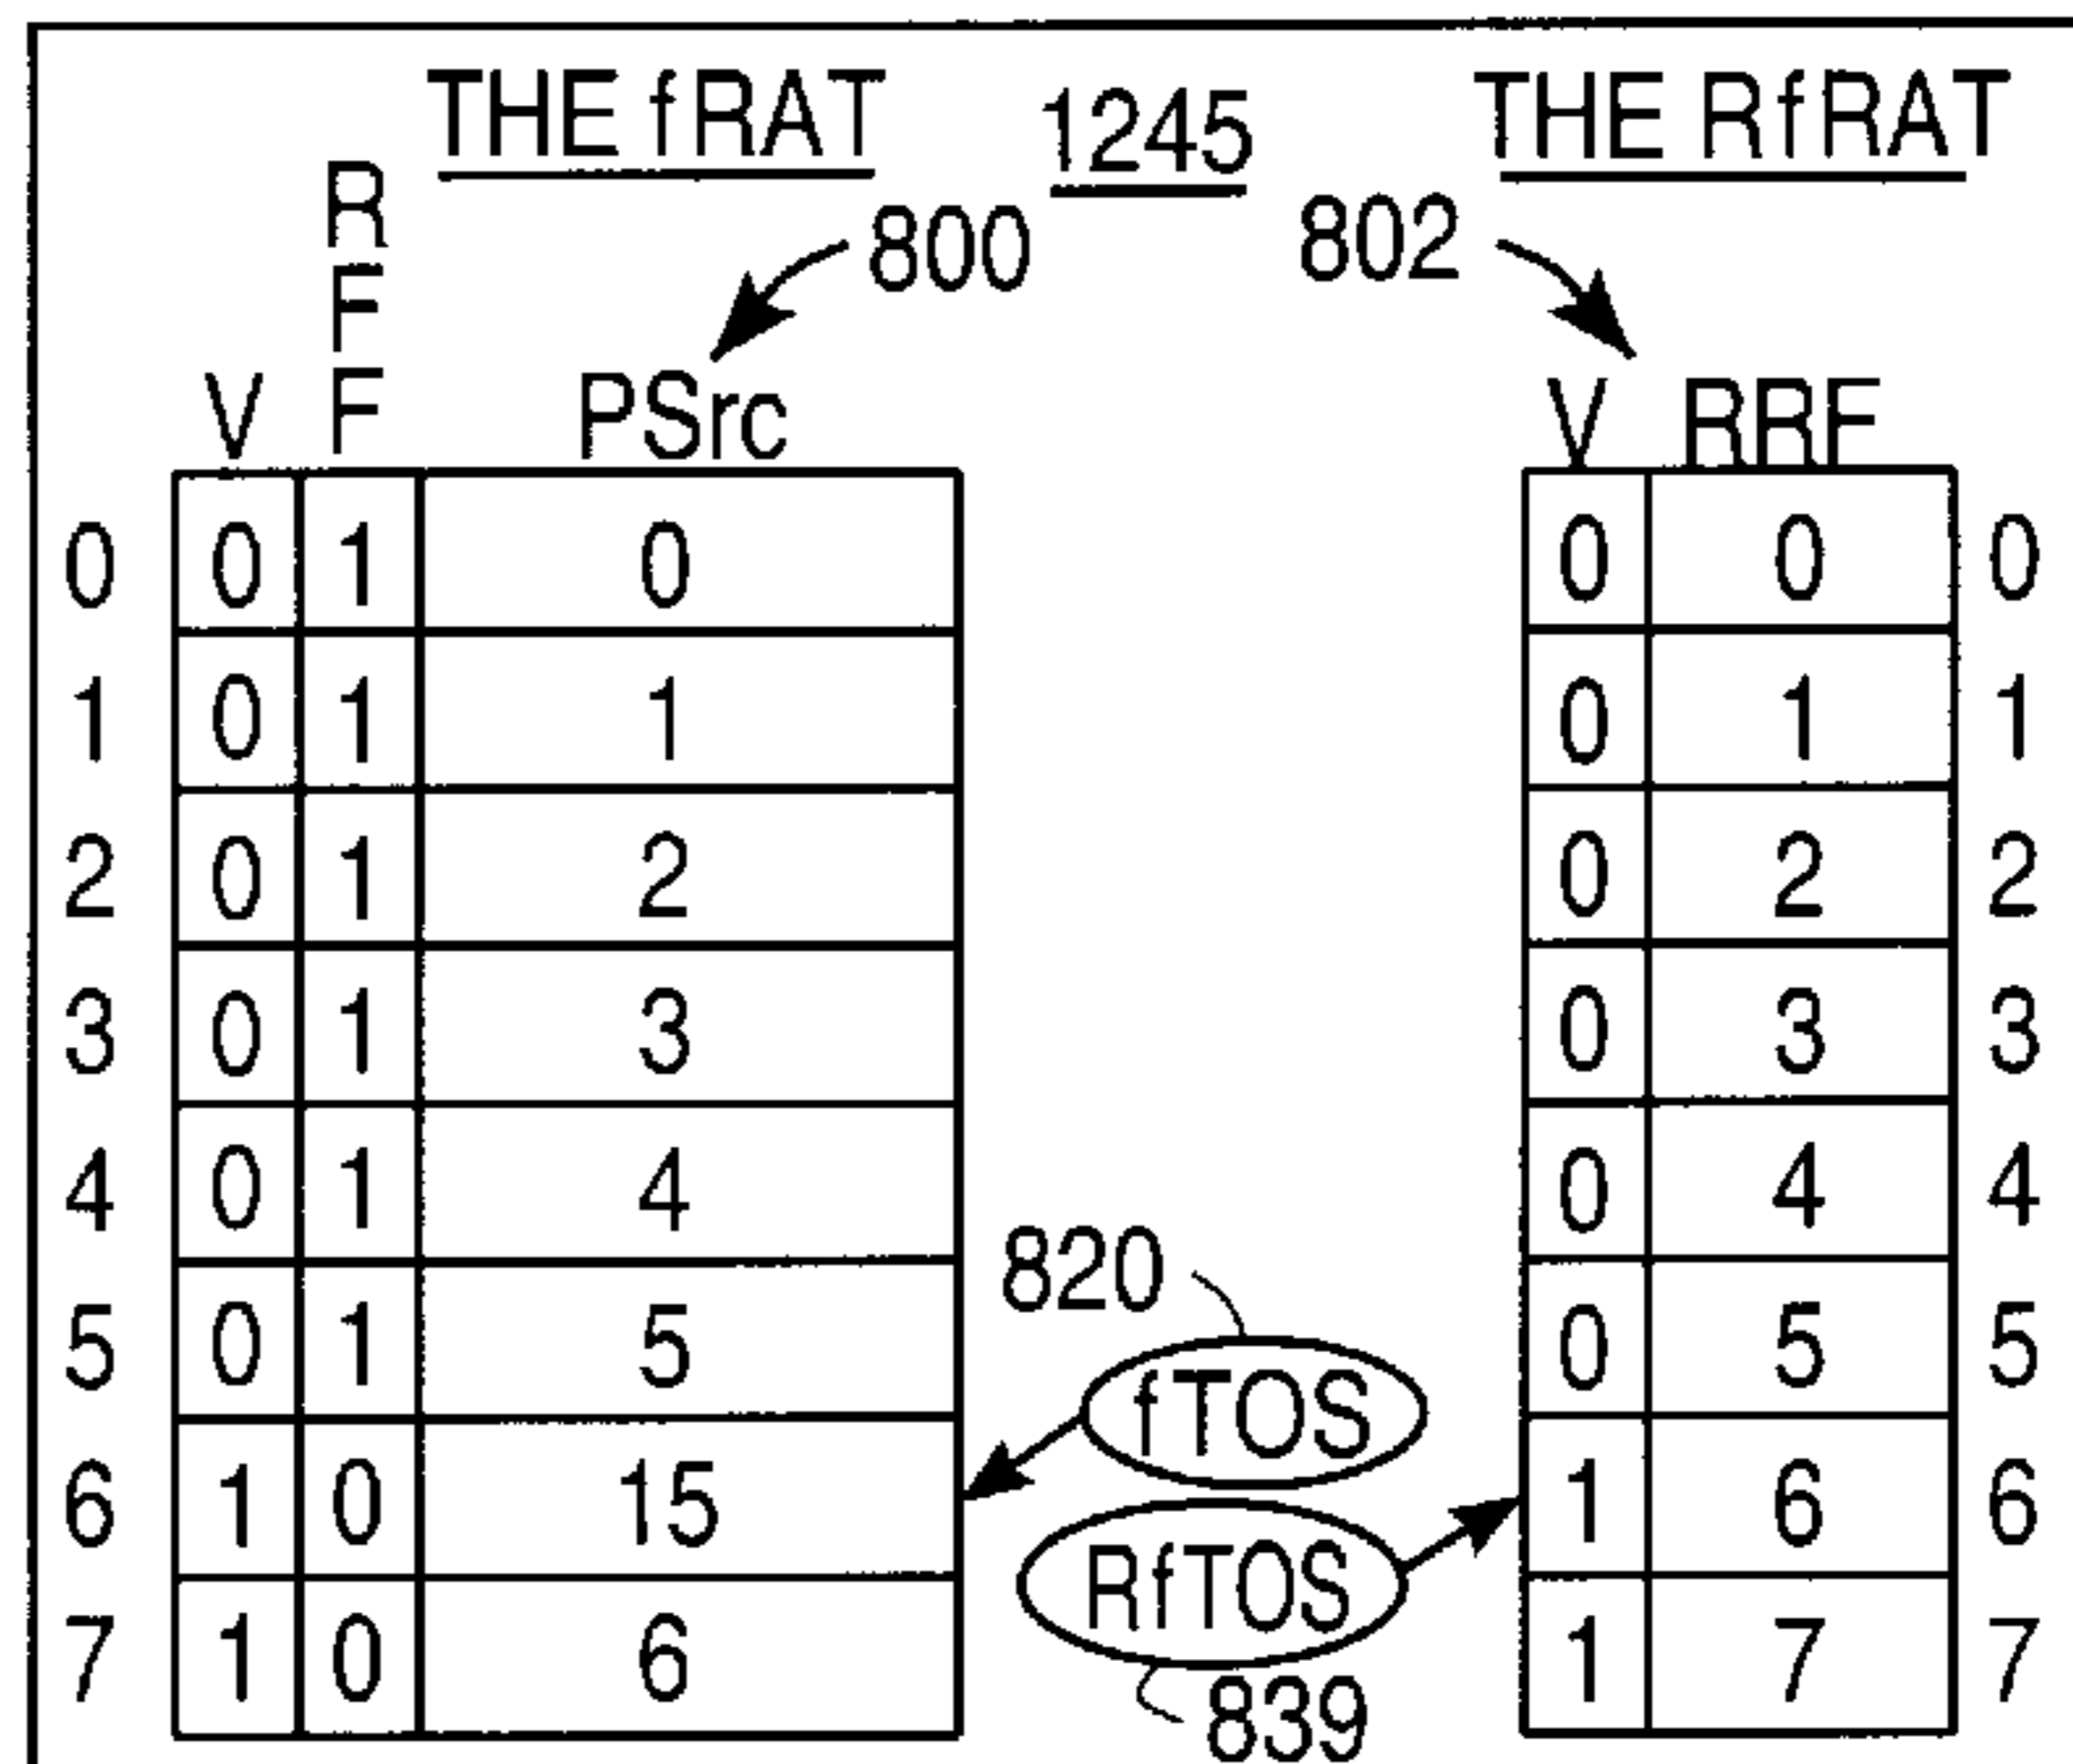 THE fRAT 1245 THE RfRAT
800 802
V RFF PSrc V RRF
0 0 1 0 0 0 0
1 0 1 1 0 1 1
2 0 1 2 0 2 2
3 0 1 3 0 3 3
4 0 1 4 0 4 4
820
5 0 1 5 0 5 5
fTOS
6 1 0 15 1 6 6
RfTOS
7 1 0 6 1 7 7
839